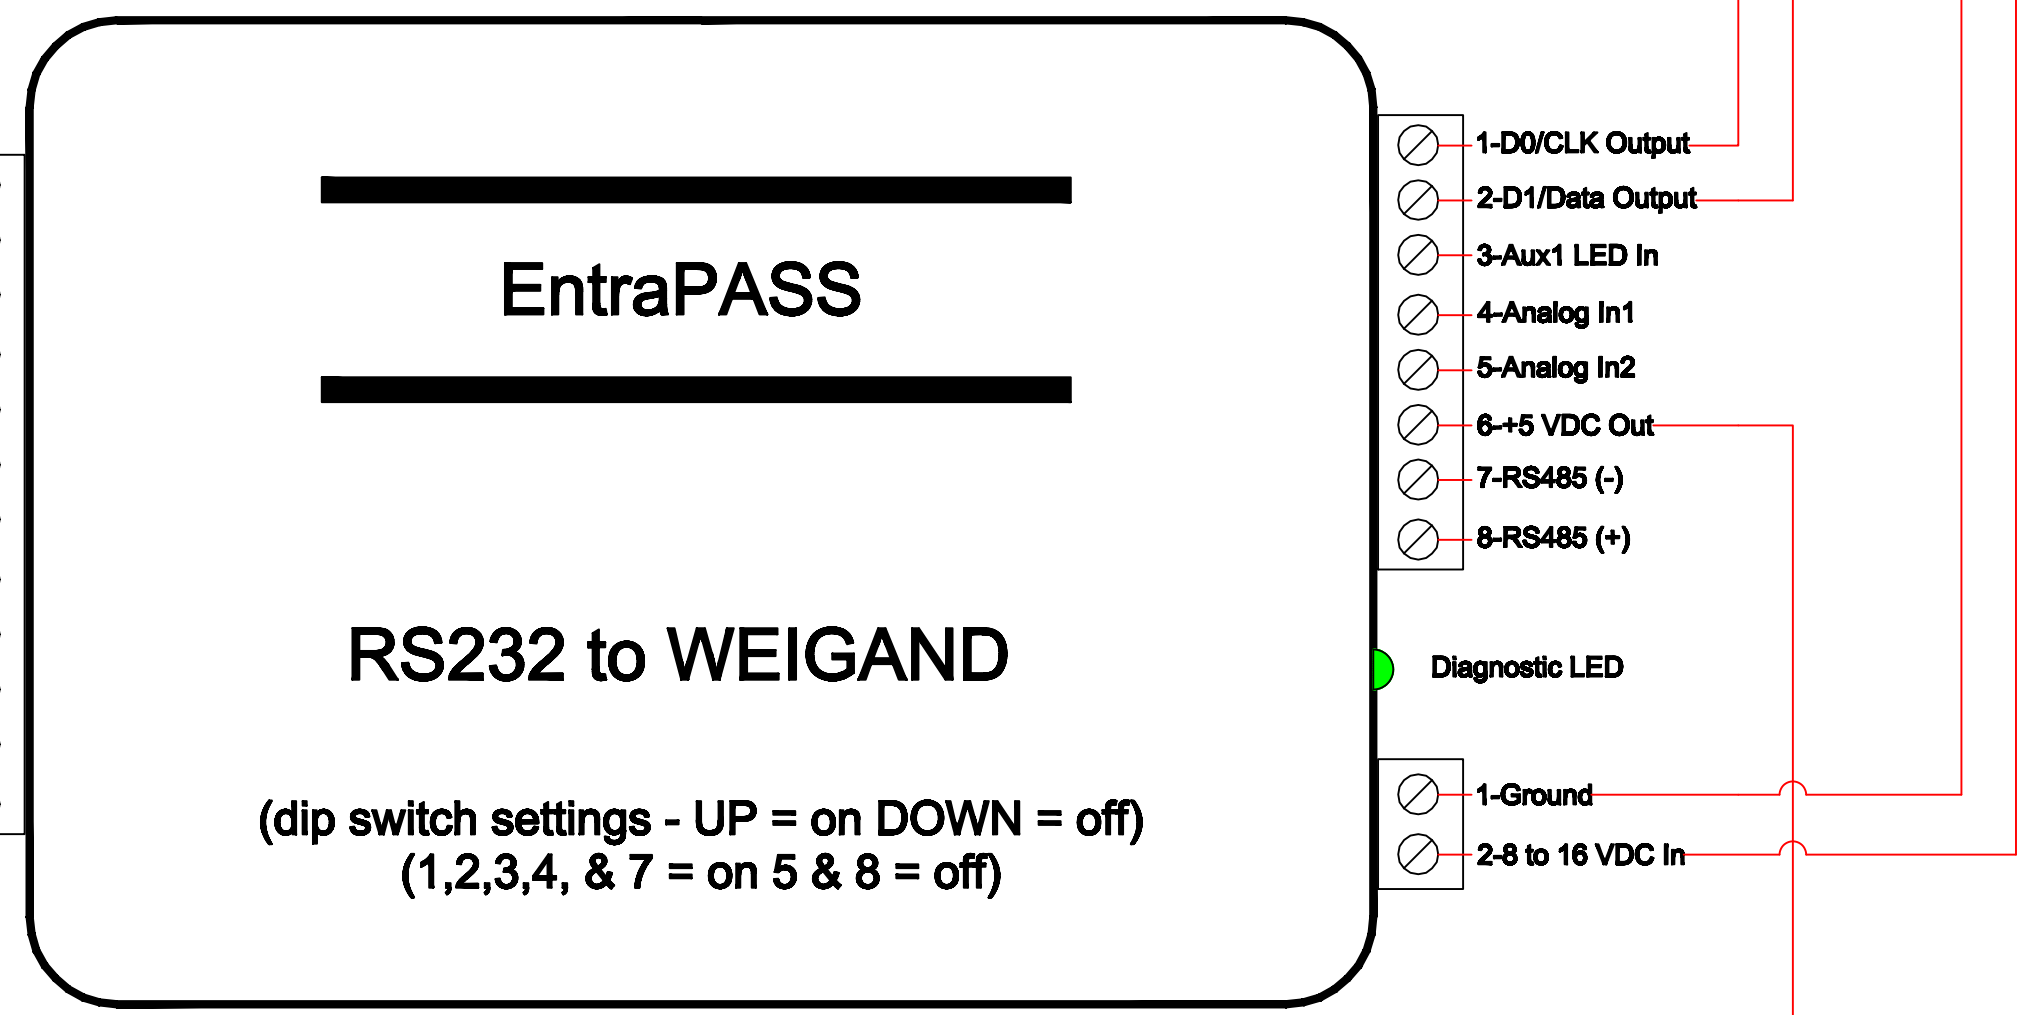 1-D0/CLK Output
2-D1/Data Output
3-Aux1 LED In
4-Analog In1
5-Analog In2
6-+5 VDC Out
7-RS485 (-)
8-RS485 (+)
EntraPASS
RS232 to WEIGAND
Diagnostic LED
(dip switch settings - UP = on DOWN = off)
(1,2,3,4, & 7 = on 5 & 8 = off)
1-Ground
2-8 to 16 VDC In